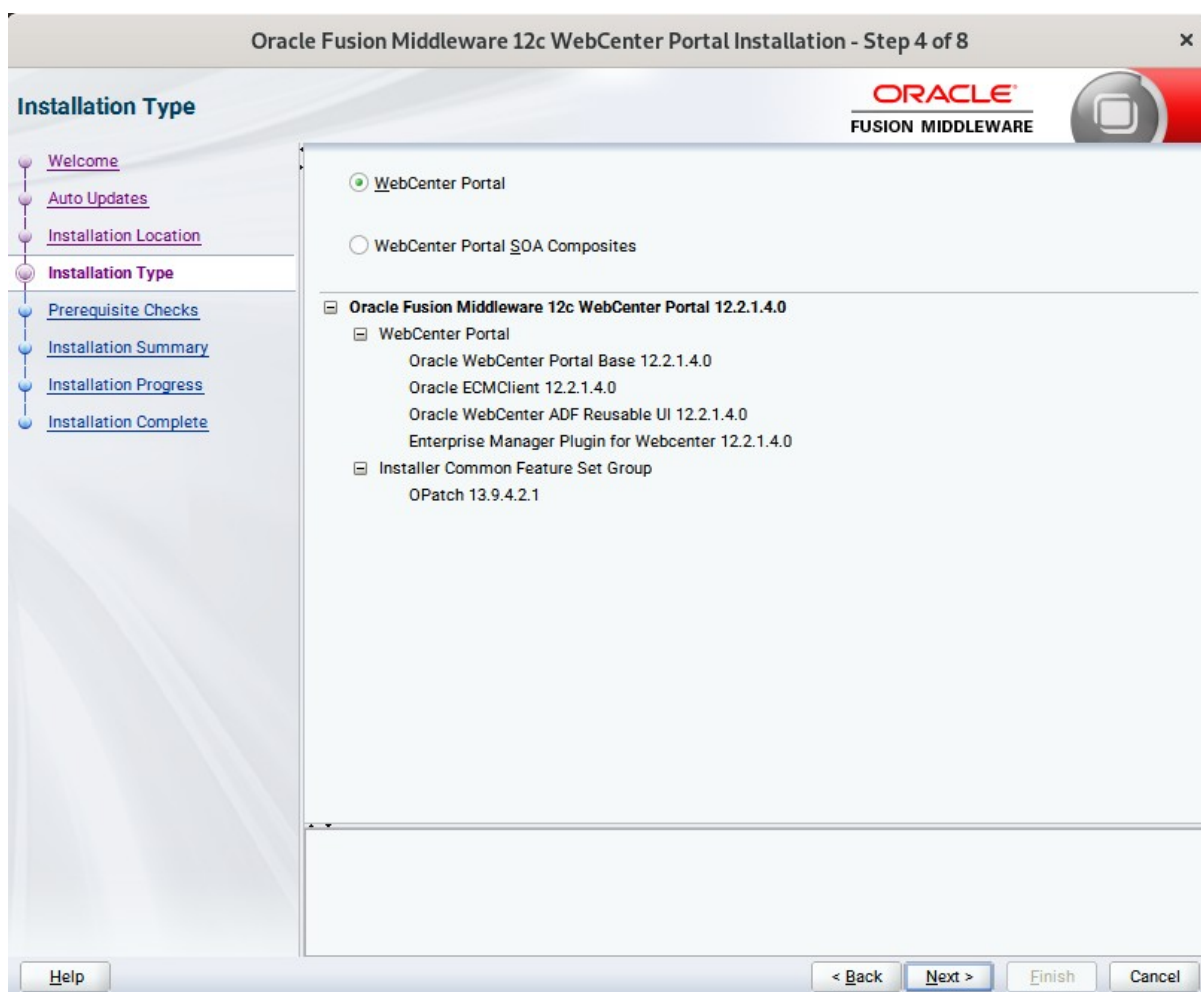 Oracle Fusion Middleware 12c WebCenter Portal Installation - Step 4 of 8
Installation Type
ORACLE
FUSION MIDDLEWARE
Welcome
Auto Updates
Installation Location
Installation Type
Prerequisite Checks
Installation Summary
Installation Progress
Installation Complete
WebCenter Portal
WebCenter Portal SOA Composites
Oracle Fusion Middleware 12c WebCenter Portal 12.2.1.4.0
WebCenter Portal
Oracle WebCenter Portal Base 12.2.1.4.0
Oracle ECMClient 12.2.1.4.0
Oracle WebCenter ADF Reusable UI 12.2.1.4.0
Enterprise Manager Plugin for Webcenter 12.2.1.4.0
Installer Common Feature Set Group
OPatch 13.9.4.2.1
Help
< Back
Next >
Finish
Cancel